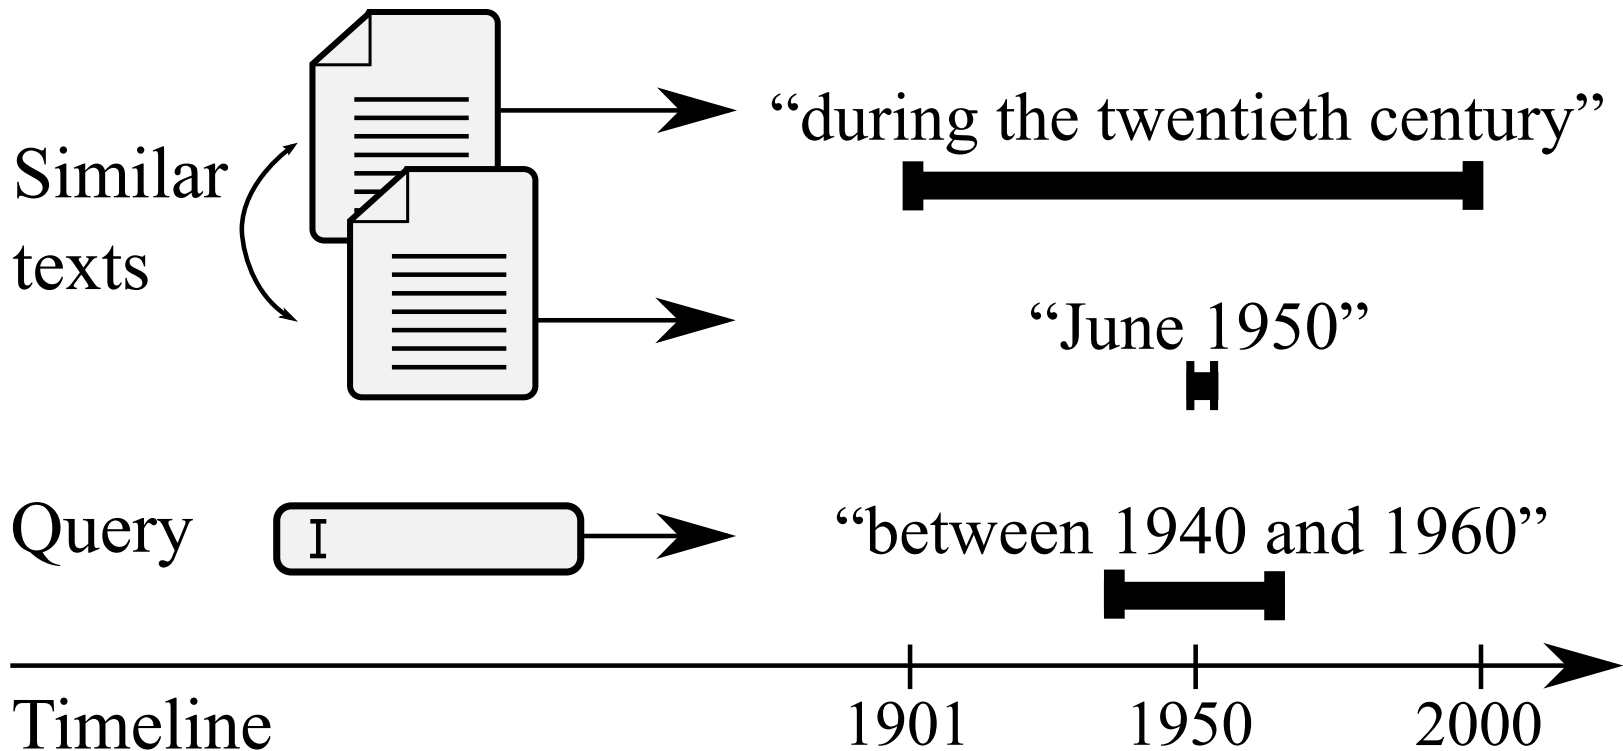 Similar
texts
“during the twentieth century”
“June 1950”
Query
“between 1940 and 1960”
Timeline
1901
1950
2000